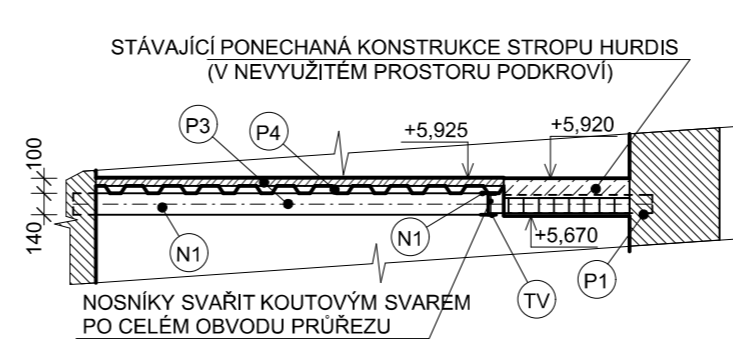 STÁVAJÍCÍ PONECHANÁ KONSTRUKCE STROPU HURDIS
(V NEVYUŽITÉM PROSTORU PODKROVÍ)
P3
P4
+5,925
+5,920
100
140
N1
N1
+5,670
TV
P1
NOSNÍKY SVAŘIT KOUTOVÝM SVAREM
PO CELÉM OBVODU PRŮŘEZU